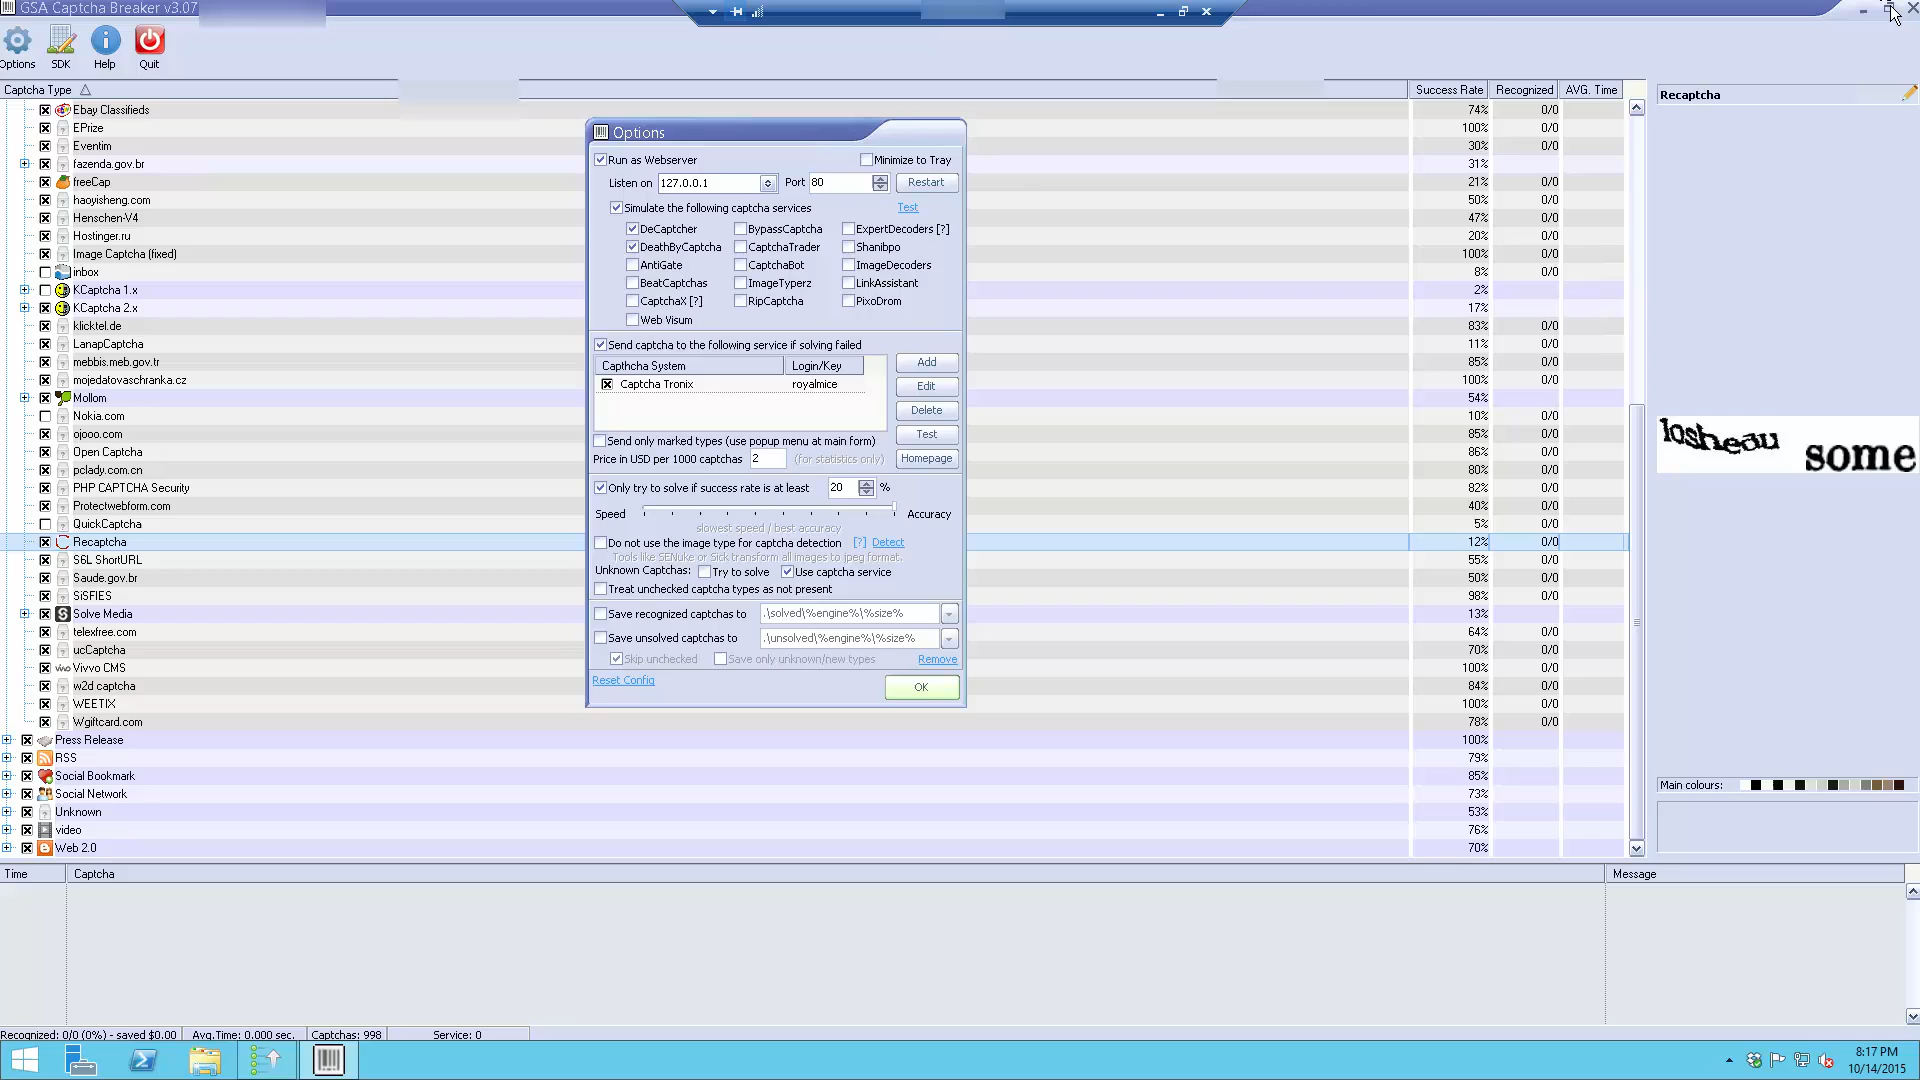 GSA Captcha Breaker v3.07
Options SDK Help Quit
Captcha Type Success Rate Recognized AVG. Time
Ebay Classifieds 74% 0/0
EPrize 100% 0/0
Eventim 30% 0/0
fazenda.gov.br 31%
freeCap 21% 0/0
haoyisheng.com 50% 0/0
Henschen-V4 47% 0/0
Hostinger.ru 20% 0/0
Image Captcha (fixed) 100% 0/0
inbox 8% 0/0
KCaptcha 1.x 2%
KCaptcha 2.x 17%
klicktel.de 83% 0/0
LanapCaptcha 11% 0/0
mebbis.meb.gov.tr 85% 0/0
mojedatovaschranka.cz 100% 0/0
Mollom 54%
Nokia.com 10% 0/0
ojooo.com 85% 0/0
Open Captcha 86% 0/0
pclady.com.cn 80% 0/0
PHP CAPTCHA Security 82% 0/0
Protectwebform.com 40% 0/0
QuickCaptcha 5% 0/0
Recaptcha 12% 0/0
S6L ShortURL 55% 0/0
Saude.gov.br 50% 0/0
SiSFIES 98% 0/0
Solve Media 13%
telexfree.com 64% 0/0
ucCaptcha 70% 0/0
Vivvo CMS 100% 0/0
w2d captcha 84% 0/0
WEETIX 100% 0/0
Wgiftcard.com 78% 0/0
Press Release 100%
RSS 79%
Social Bookmark 85%
Social Network 73%
Unknown 53%
video 76%
Web 2.0 70%
Options
Run as Webserver Minimize to Tray
Listen on 127.0.0.1 Port 80 Restart
Simulate the following captcha services Test
DeCaptcher BypassCaptcha ExpertDecoders [?]
DeathByCaptcha CaptchaTrader Shanibpo
AntiGate CaptchaBot ImageDecoders
BeatCaptchas ImageTyperz LinkAssistant
CaptchaX [?] RipCaptcha PixoDrom
Web Visum
Send captcha to the following service if solving failed
Capthcha System Login/Key Add
Captcha Tronix royalmice Edit
Delete
Test
Send only marked types (use popup menu at main form)
Price in USD per 1000 captchas 2 (for statistics only) Homepage
Only try to solve if success rate is at least 20 %
Speed Accuracy
slowest speed / best accuracy
Do not use the image type for captcha detection [?] Detect
Tools like SENuke or Sick transform all images to jpeg format.
Unknown Captchas: Try to solve Use captcha service
Treat unchecked captcha types as not present
Save recognized captchas to .\solved\%engine%\%size%
Save unsolved captchas to .\unsolved\%engine%\%size%
Skip unchecked Save only unknown/new types Remove
Reset Config OK
Recaptcha
losheau some
Main colours:
Time Captcha Message
Recognized: 0/0 (0%) - saved $0.00 Avg.Time: 0.000 sec. Captchas: 998 Service: 0
8:17 PM
10/14/2015